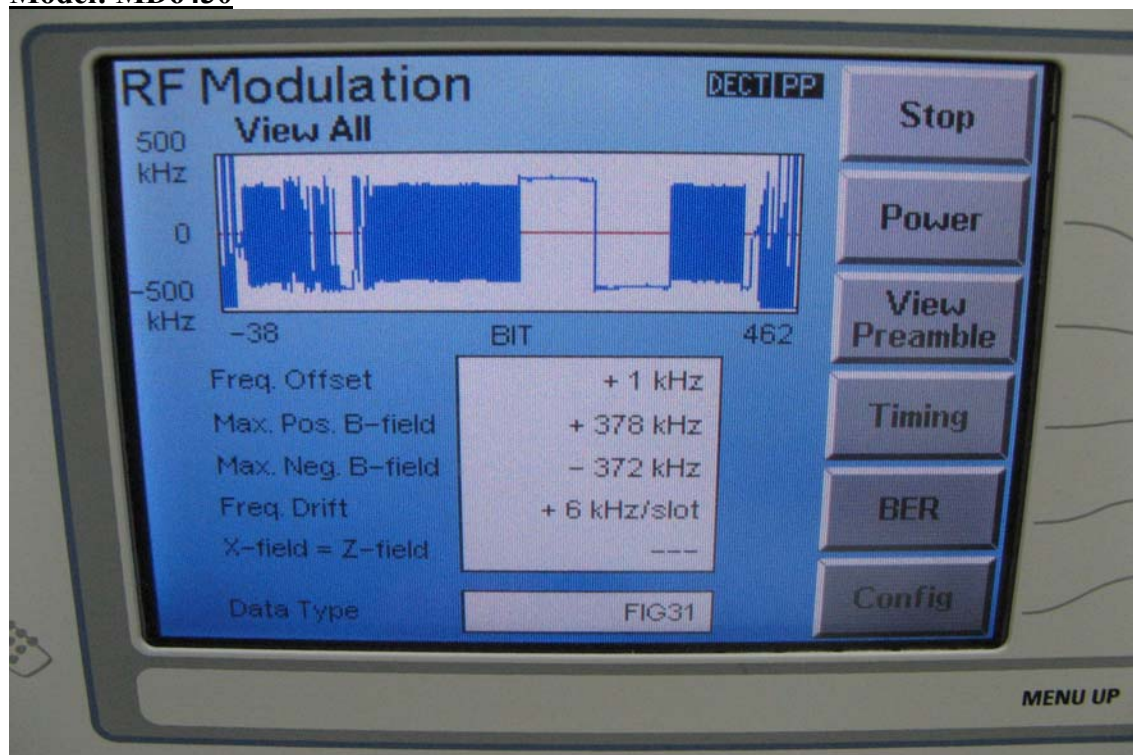 Model: MD6450
RF Modulation
DECT PP
View All
500
kHz
0
-500
kHz
-38
BIT
462
Freq. Offset
+ 1 kHz
Max. Pos. B-field
+ 378 kHz
Max. Neg. B-field
- 372 kHz
Freq. Drift
+ 6 kHz/slot
X-field = Z-field
---
Data Type
FIG31
Stop
Power
View
Preamble
Timing
BER
Config
MENU UP